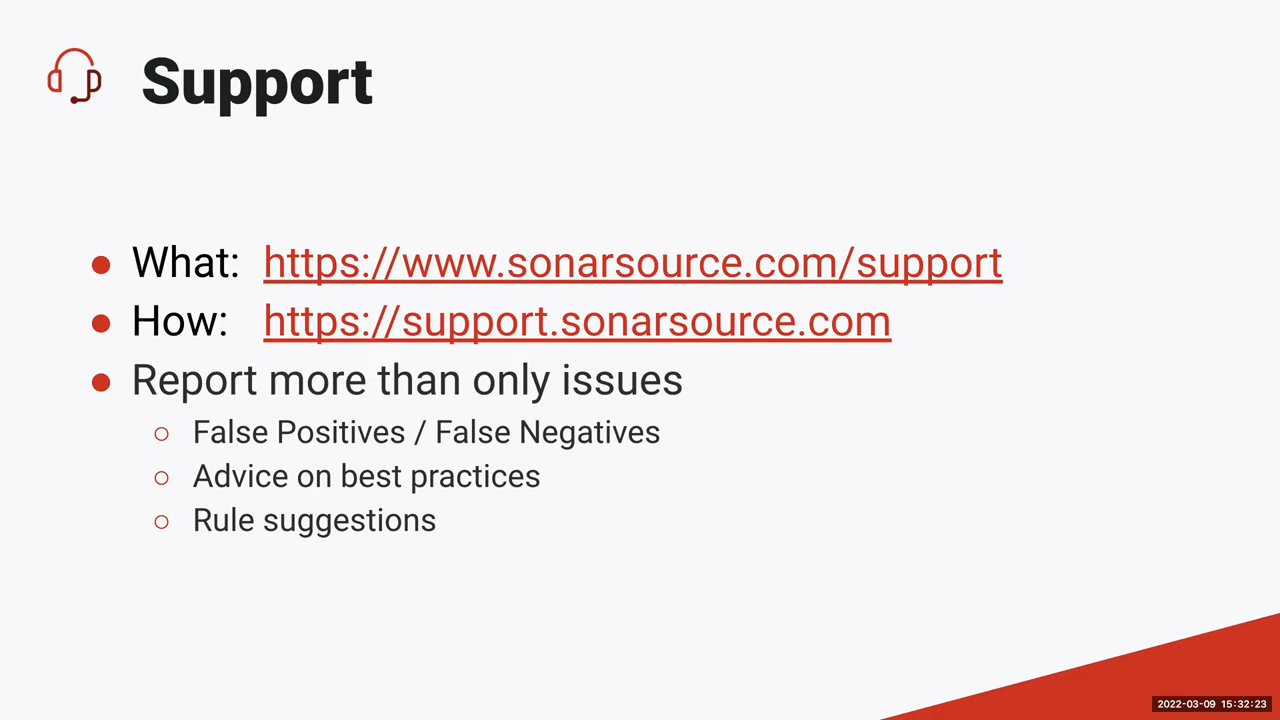 Support
What: https://www.sonarsource.com/support
How: https://support.sonarsource.com
Report more than only issues
False Positives / False Negatives
Advice on best practices
Rule suggestions
2022-03-09 15:32:23